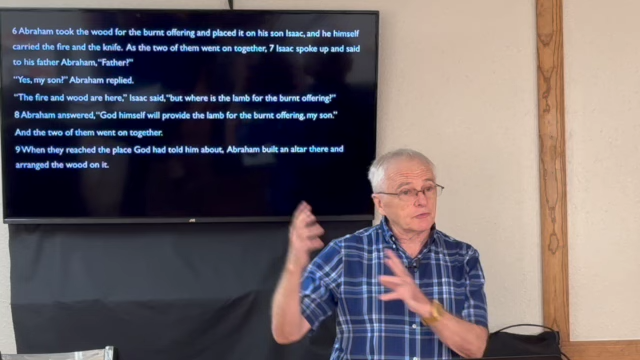 6 Abraham took the wood for the burnt offering and placed it on his son Isaac, and he himself
carried the fire and the knife. As the two of them went on together, 7 Isaac spoke up and said
to his father Abraham, "Father?"
"Yes, my son?" Abraham replied.
"The fire and wood are here," Isaac said, "but where is the lamb for the burnt offering?"
8 Abraham answered, "God himself will provide the lamb for the burnt offering, my son."
And the two of them went on together.
9 When they reached the place God had told him about, Abraham built an altar there and
arranged the wood on it.